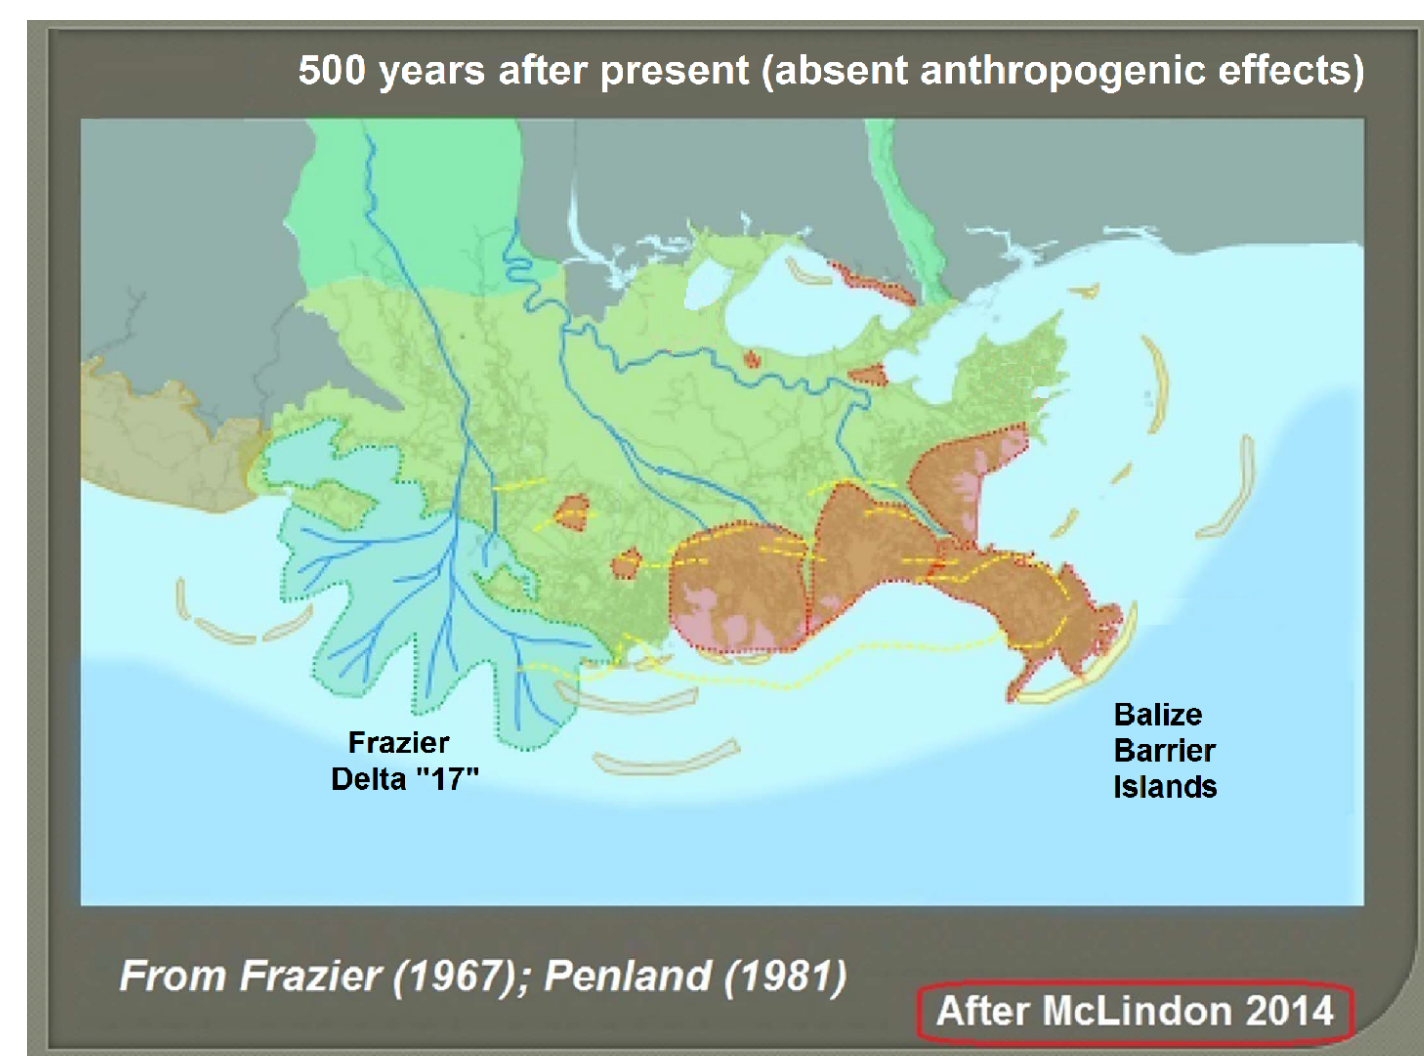 500 years after present (absent anthropogenic effects)
Frazier
Delta "17"
Balize
Barrier
Islands
From Frazier (1967); Penland (1981)
After McLindon 2014